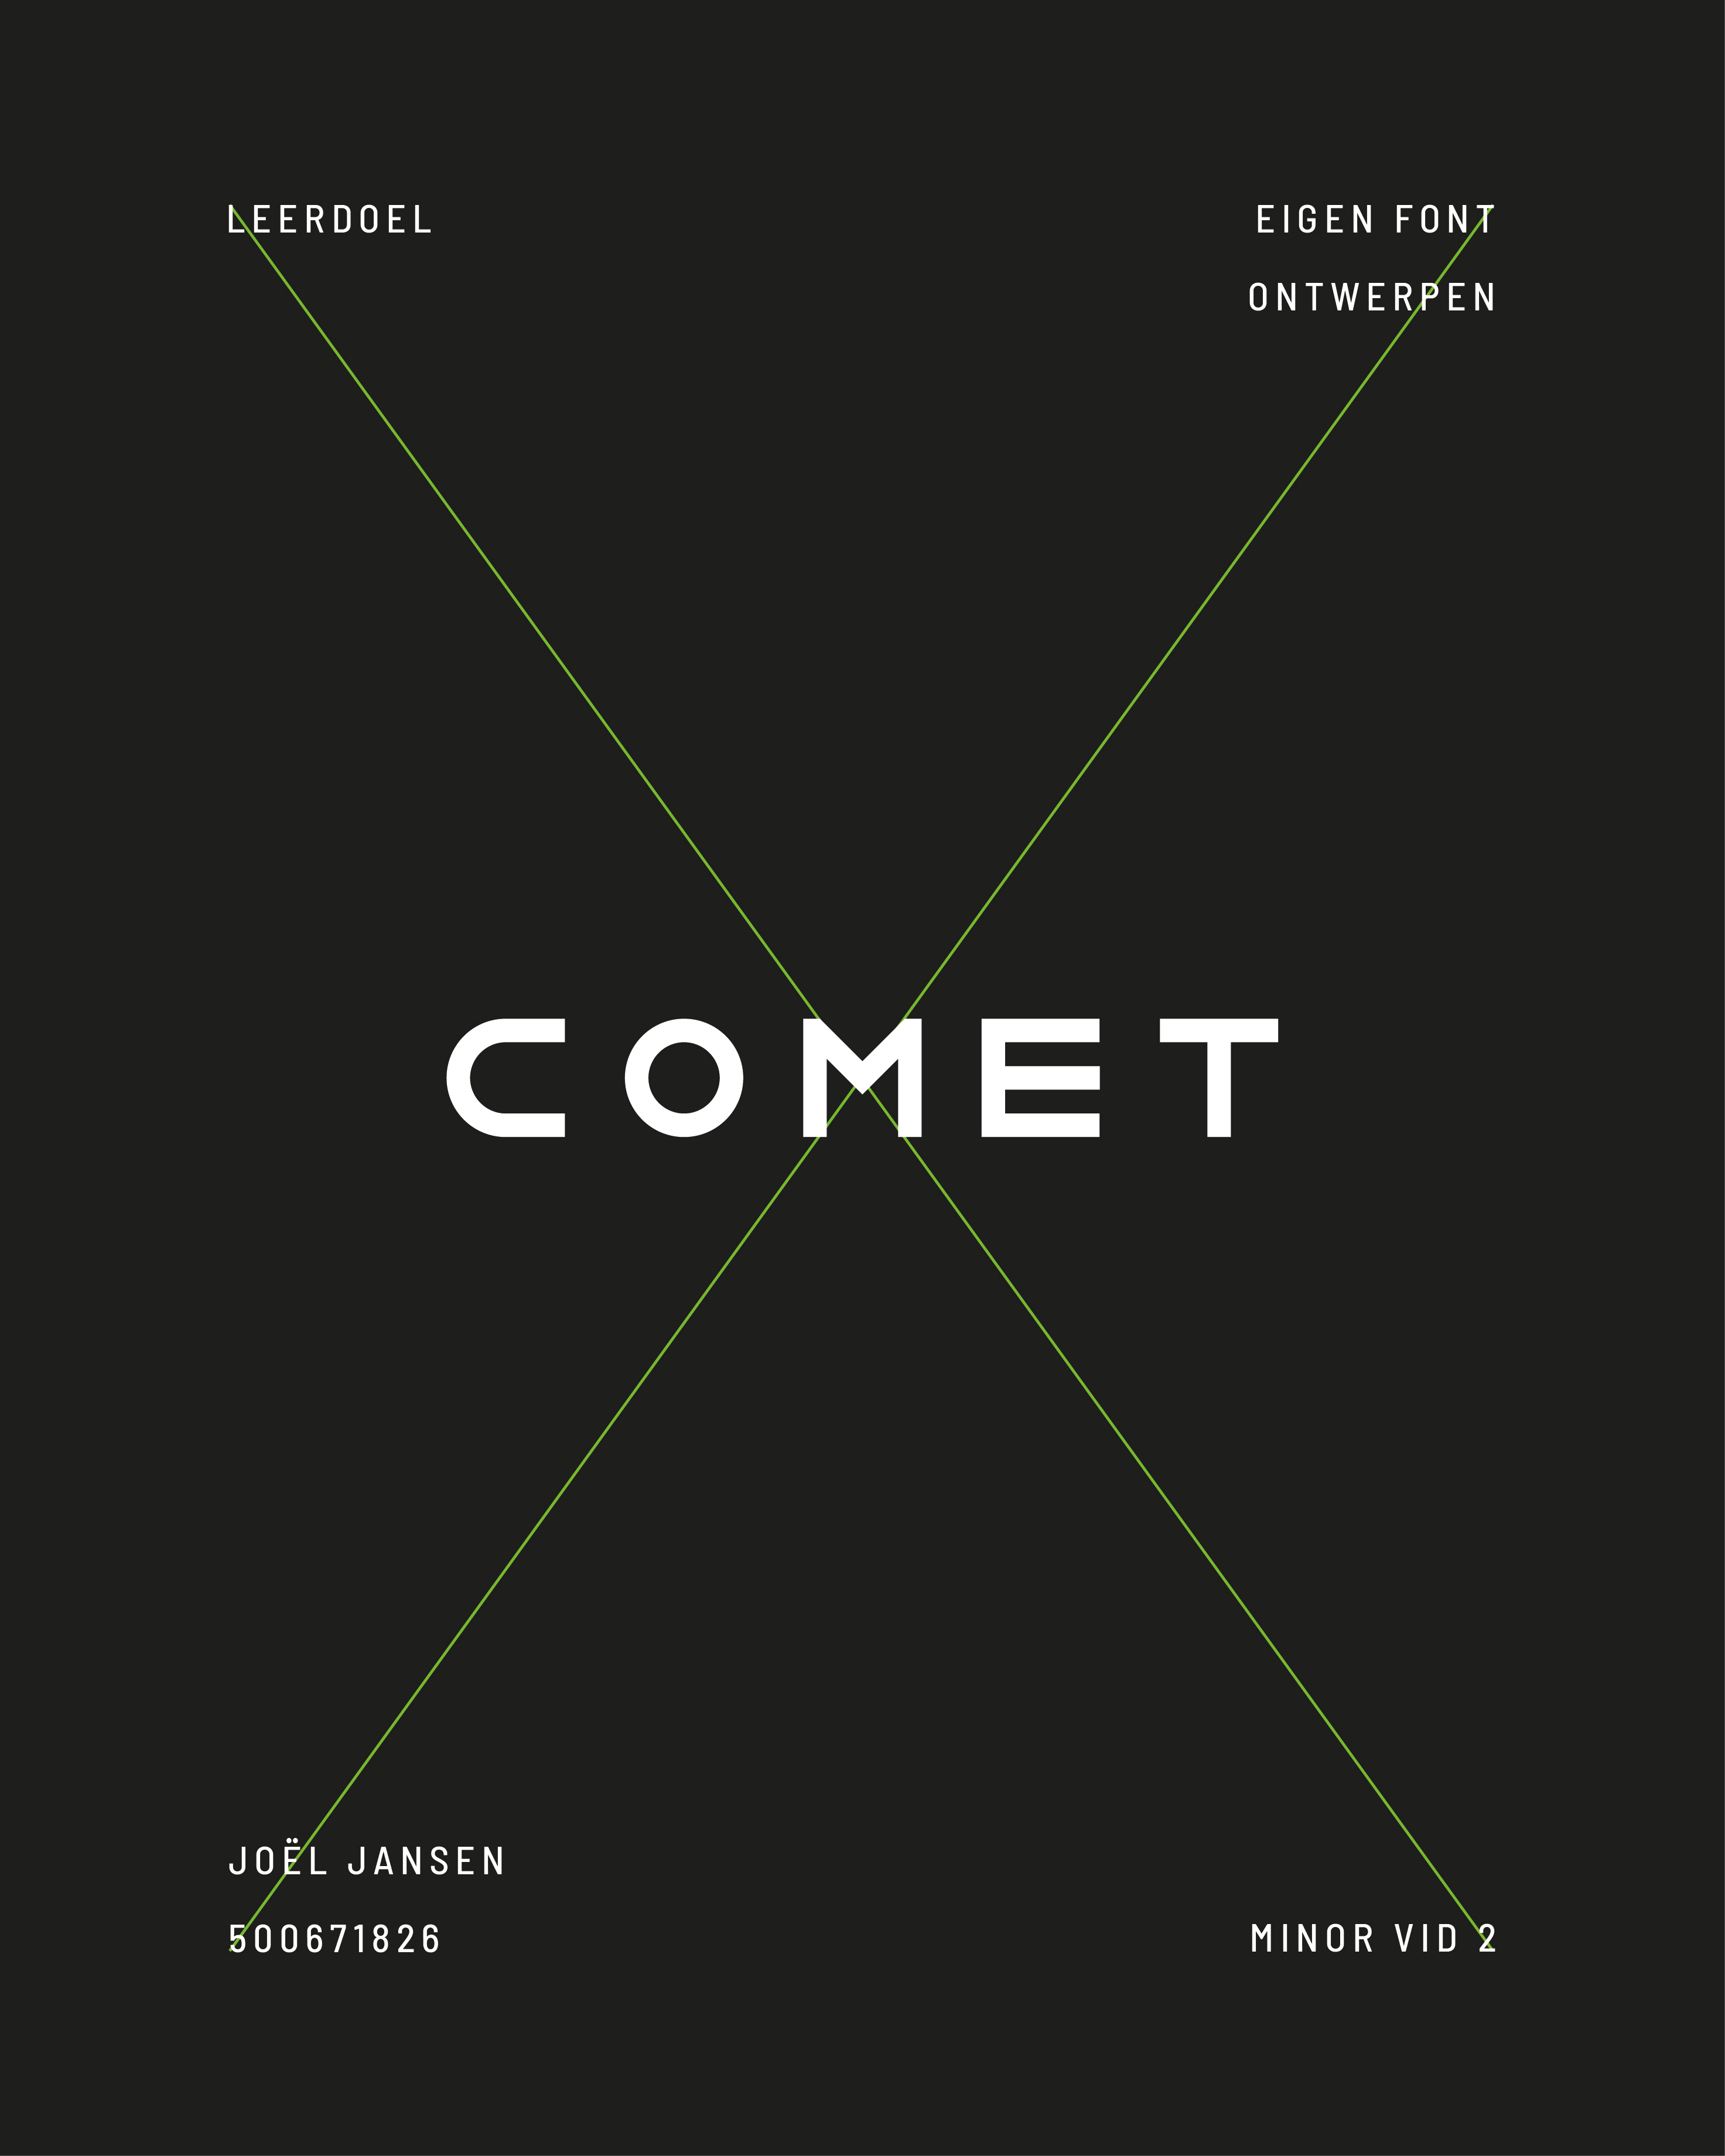 LEERDOEL
EIGEN FONT
ONTWERPEN
COMET
JOËL JANSEN
500671826
MINOR VID 2